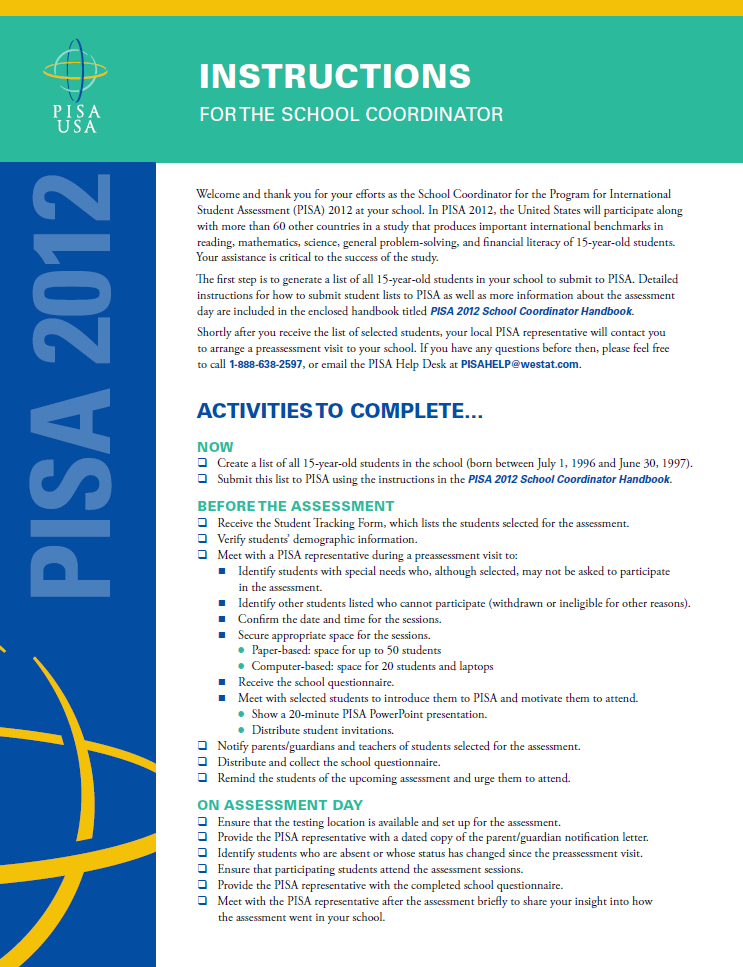 PISA
USA
INSTRUCTIONS
FOR THE SCHOOL COORDINATOR
PISA 2012
Welcome and thank you for your efforts as the School Coordinator for the Program for International
Student Assessment (PISA) 2012 at your school. In PISA 2012, the United States will participate along
with more than 60 other countries in a study that produces important international benchmarks in
reading, mathematics, science, general problem-solving, and financial literacy of 15-year-old students.
Your assistance is critical to the success of the study.
The first step is to generate a list of all 15-year-old students in your school to submit to PISA. Detailed
instructions for how to submit student lists to PISA as well as more information about the assessment
day are included in the enclosed handbook titled PISA 2012 School Coordinator Handbook.
Shortly after you receive the list of selected students, your local PISA representative will contact you
to arrange a preassessment visit to your school. If you have any questions before then, please feel free
to call 1-888-638-2597, or email the PISA Help Desk at PISAHELP@westat.com.
ACTIVITIES TO COMPLETE...
NOW
❑ Create a list of all 15-year-old students in the school (born between July 1, 1996 and June 30, 1997).
❑ Submit this list to PISA using the instructions in the PISA 2012 School Coordinator Handbook.
BEFORE THE ASSESSMENT
❑ Receive the Student Tracking Form, which lists the students selected for the assessment.
❑ Verify students' demographic information.
❑ Meet with a PISA representative during a preassessment visit to:
■ Identify students with special needs who, although selected, may not be asked to participate
in the assessment.
■ Identify other students listed who cannot participate (withdrawn or ineligible for other reasons).
■ Confirm the date and time for the sessions.
■ Secure appropriate space for the sessions.
● Paper-based: space for up to 50 students
● Computer-based: space for 20 students and laptops
■ Receive the school questionnaire.
■ Meet with selected students to introduce them to PISA and motivate them to attend.
● Show a 20-minute PISA PowerPoint presentation.
● Distribute student invitations.
❑ Notify parents/guardians and teachers of students selected for the assessment.
❑ Distribute and collect the school questionnaire.
❑ Remind the students of the upcoming assessment and urge them to attend.
ON ASSESSMENT DAY
❑ Ensure that the testing location is available and set up for the assessment.
❑ Provide the PISA representative with a dated copy of the parent/guardian notification letter.
❑ Identify students who are absent or whose status has changed since the preassessment visit.
❑ Ensure that participating students attend the assessment sessions.
❑ Provide the PISA representative with the completed school questionnaire.
❑ Meet with the PISA representative after the assessment briefly to share your insight into how
the assessment went in your school.